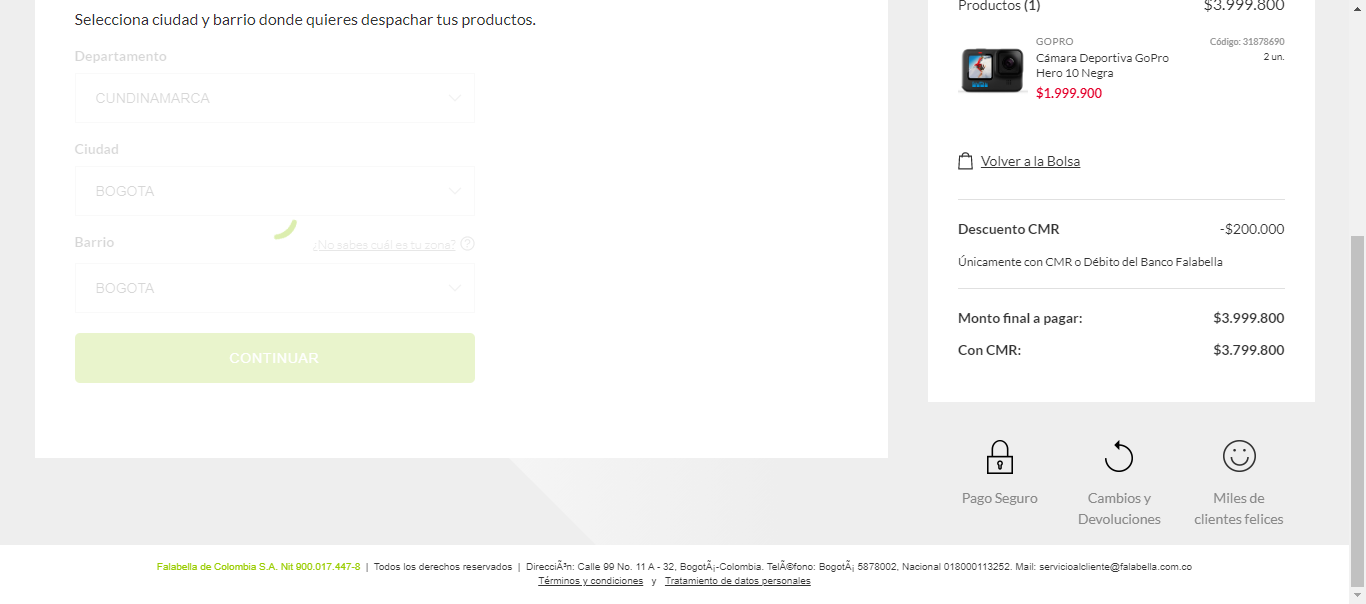 Selecciona ciudad y barrio donde quieres despachar tus productos.
Departamento
CUNDINAMARCA
Ciudad
BOGOTA
Barrio
¿No sabes cuál es tu zona?
BOGOTA
CONTINUAR
Productos (1) $3.999.800
GOPRO Código: 31878690
Cámara Deportiva GoPro 2 un.
Hero 10 Negra
$1.999.900
Volver a la Bolsa
Descuento CMR -$200.000
Únicamente con CMR o Débito del Banco Falabella
Monto final a pagar: $3.999.800
Con CMR: $3.799.800
Pago Seguro
Cambios y
Devoluciones
Miles de
clientes felices
Falabella de Colombia S.A. Nit 900.017.447-8 | Todos los derechos reservados | DirecciÃ³n: Calle 99 No. 11 A - 32, BogotÃ¡-Colombia. TelÃ©fono: BogotÃ¡ 5878002, Nacional 018000113252. Mail: servicioalcliente@falabella.com.co
Términos y condiciones y Tratamiento de datos personales